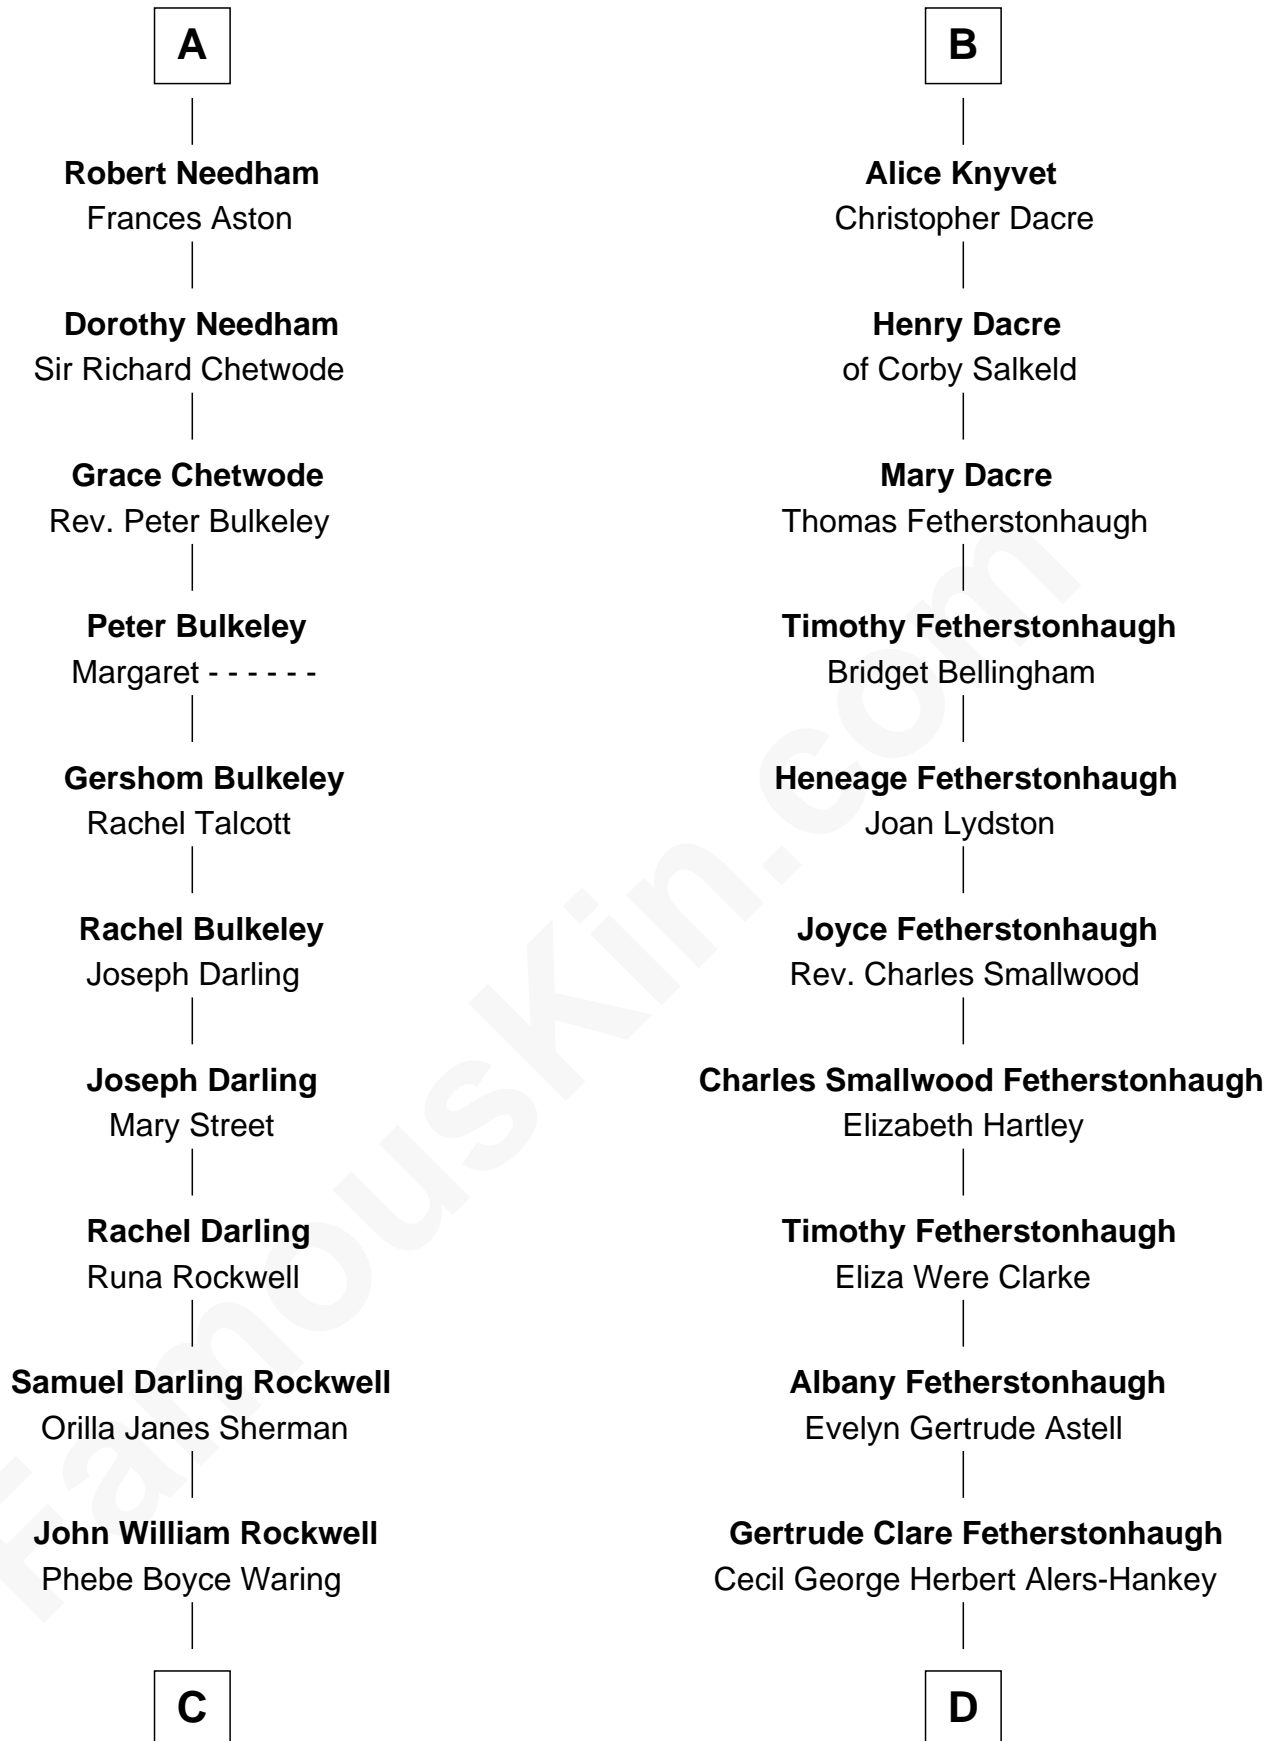 A
Robert Needham
Frances Aston
Dorothy Needham
Sir Richard Chetwode
Grace Chetwode
Rev. Peter Bulkeley
Peter Bulkeley
Margaret - - - - - -
Gershom Bulkeley
Rachel Talcott
Rachel Bulkeley
Joseph Darling
Joseph Darling
Mary Street
Rachel Darling
Runa Rockwell
Samuel Darling Rockwell
Orilla Janes Sherman
John William Rockwell
Phebe Boyce Waring
C
B
Alice Knyvet
Christopher Dacre
Henry Dacre
of Corby Salkeld
Mary Dacre
Thomas Fetherstonhaugh
Timothy Fetherstonhaugh
Bridget Bellingham
Heneage Fetherstonhaugh
Joan Lydston
Joyce Fetherstonhaugh
Rev. Charles Smallwood
Charles Smallwood Fetherstonhaugh
Elizabeth Hartley
Timothy Fetherstonhaugh
Eliza Were Clarke
Albany Fetherstonhaugh
Evelyn Gertrude Astell
Gertrude Clare Fetherstonhaugh
Cecil George Herbert Alers-Hankey
D
FamousKin.com